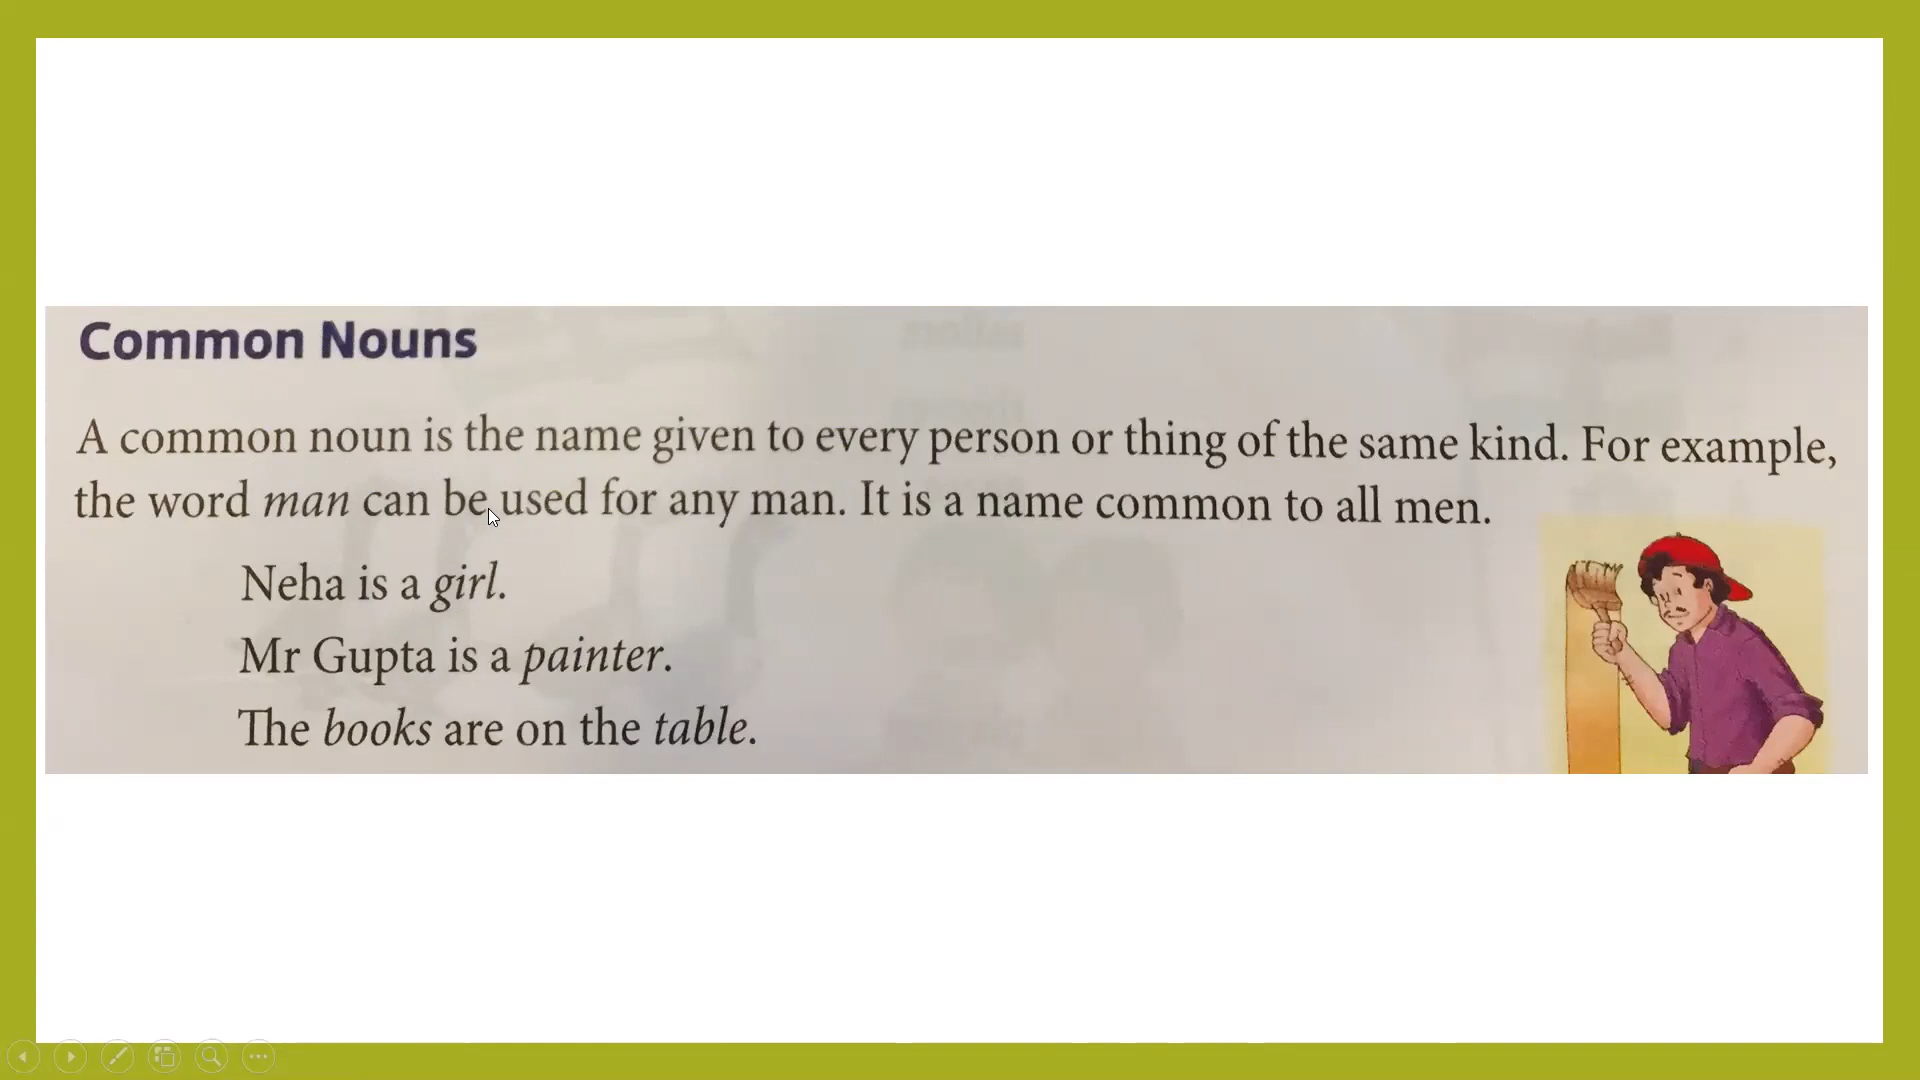 Common Nouns
A common noun is the name given to every person or thing of the same kind. For example,
the word man can be used for any man. It is a name common to all men.
Neha is a girl.
Mr Gupta is a painter.
The books are on the table.